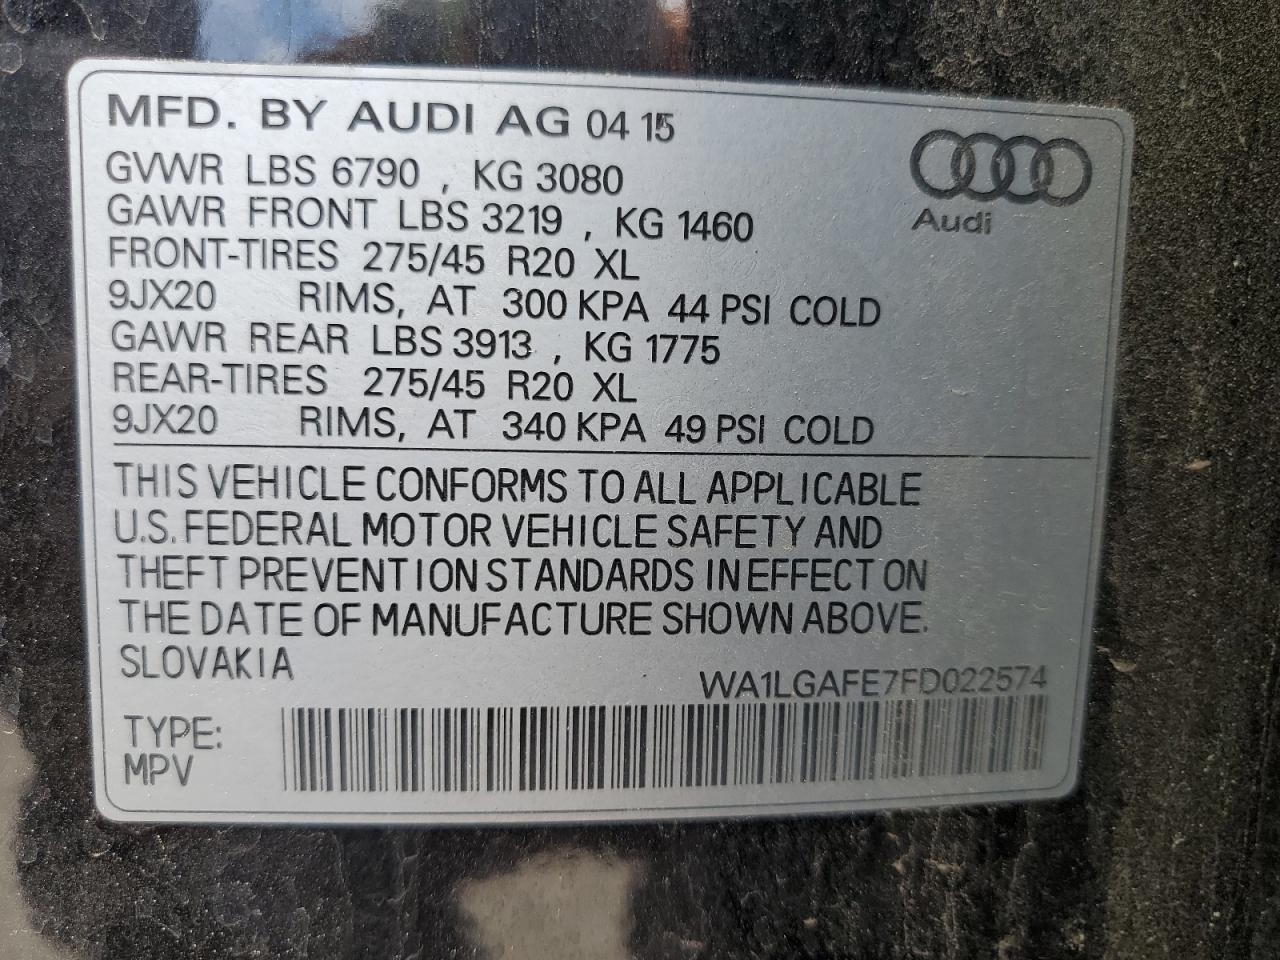 MFD. BY AUDI AG 04 15
GVWR LBS 6790 , KG 3080
GAWR FRONT LBS 3219 , KG 1460
FRONT-TIRES 275/45 R20 XL
9JX20 RIMS, AT 300 KPA 44 PSI COLD
GAWR REAR LBS 3913 , KG 1775
REAR-TIRES 275/45 R20 XL
9JX20 RIMS, AT 340 KPA 49 PSI COLD
Audi
THIS VEHICLE CONFORMS TO ALL APPLICABLE
U.S. FEDERAL MOTOR VEHICLE SAFETY AND
THEFT PREVENTION STANDARDS IN EFFECT ON
THE DATE OF MANUFACTURE SHOWN ABOVE.
SLOVAKIA
WA1LGAFE7FD022574
TYPE:
MPV